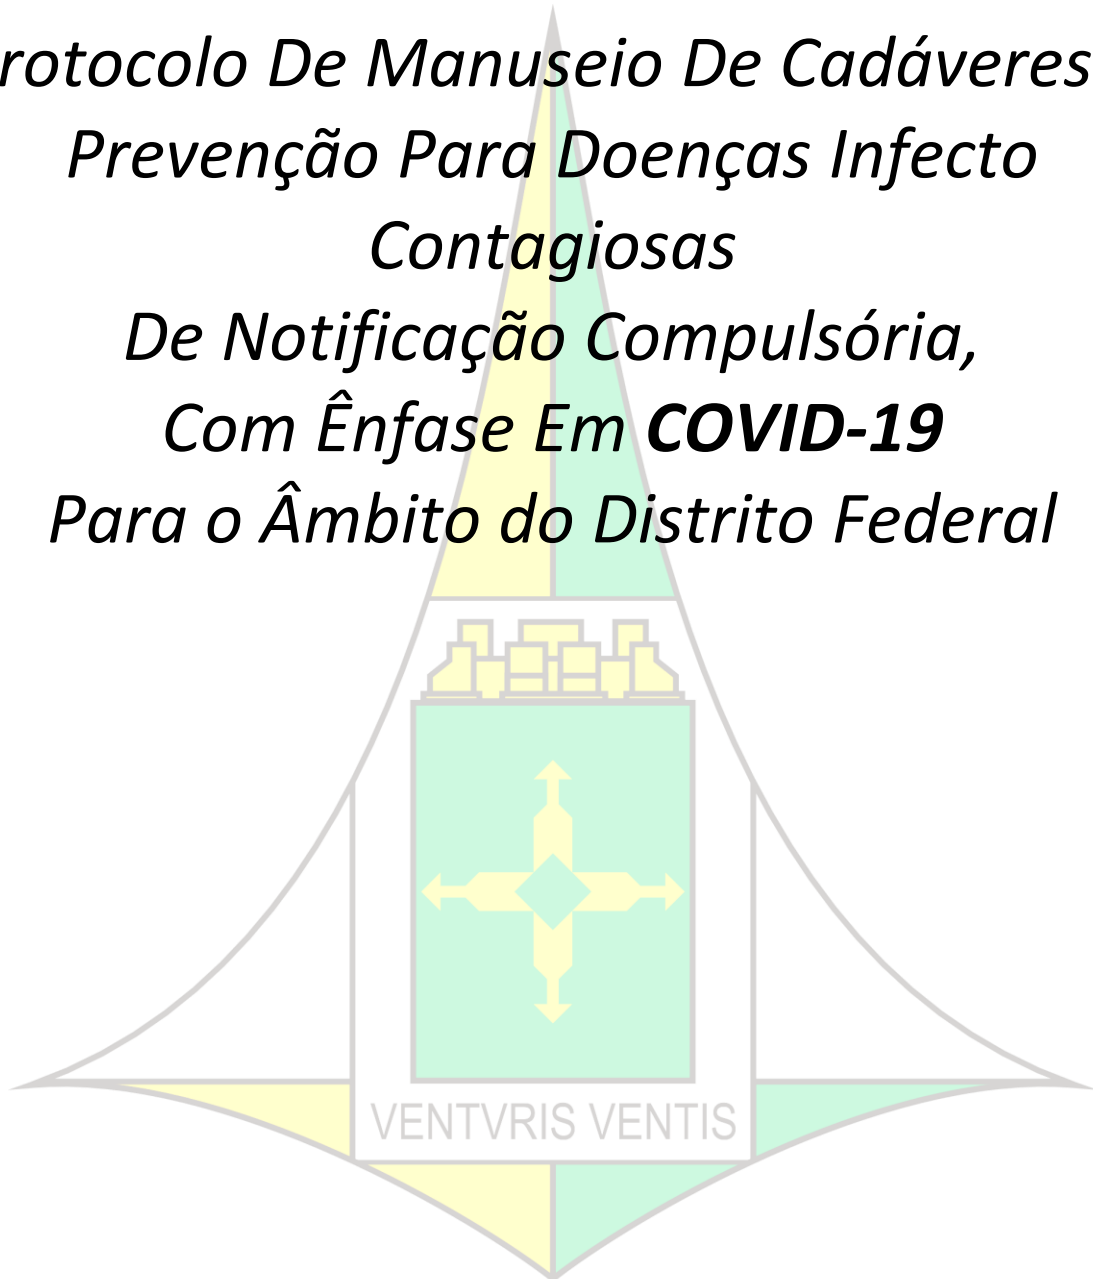 rotocolo De Manuseio De Cadáveres
Prevenção Para Doenças Infecto
Contagiosas
De Notificação Compulsória,
Com Ênfase Em COVID-19
Para o Âmbito do Distrito Federal
VENTVRIS VENTIS